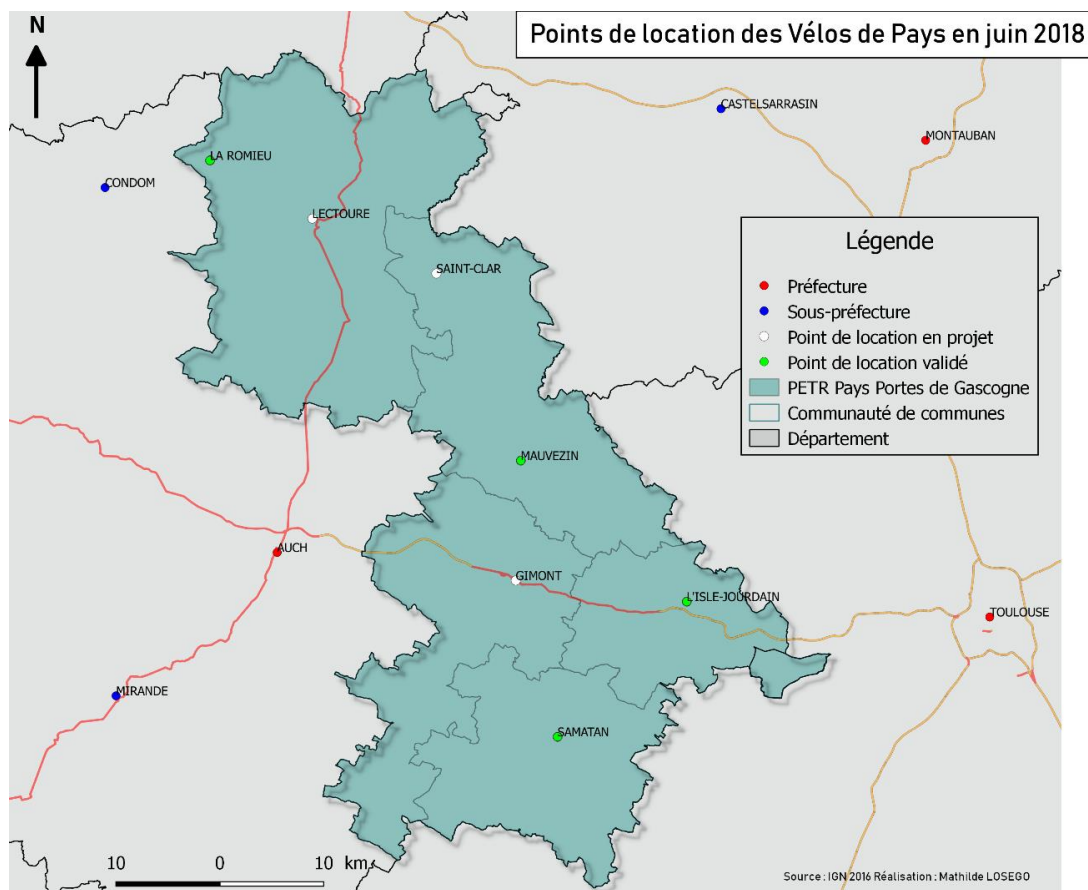 N
Points de location des Vélos de Pays en juin 2018
CASTELSARRASIN
MONTAUBAN
LA ROMIEU
CONDOM
LECTOURE
SAINT-CLAR
Légende
Préfecture
Sous-préfecture
Point de location en projet
Point de location validé
PETR Pays Portes de Gascogne
Communauté de communes
Département
MAUVEZIN
AUCH
GIMONT
L'ISLE-JOURDAIN
TOULOUSE
MIRANDE
SAMATAN
10 0 10 km
Source : IGN 2016 Réalisation : Mathilde LOSEGO